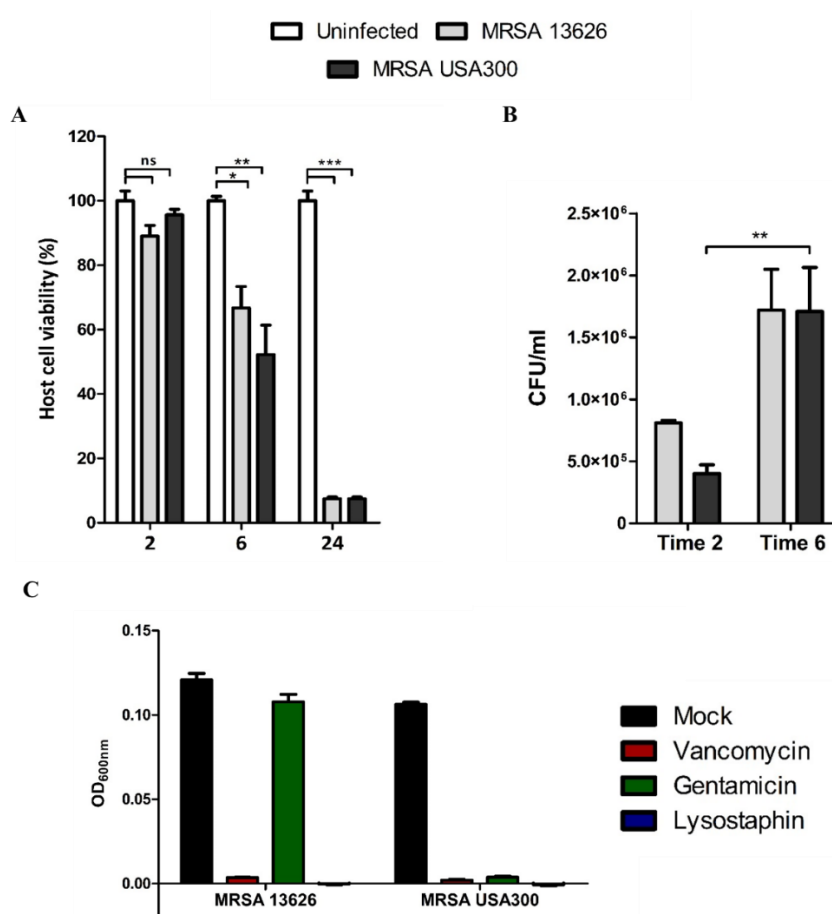 Uninfected MRSA 13626
MRSA USA300
A
120
100
80
60
40
20
0
Host cell viability (%)
ns
**
*
***
2 6 24
B
2.5×10⁶
2.0×10⁶
1.5×10⁶
1.0×10⁶
5.0×10⁵
0
CFU/ml
**
Time 2 Time 6
C
0.15
0.10
0.05
0.00
OD600nm
MRSA 13626 MRSA USA300
Mock
Vancomycin
Gentamicin
Lysostaphin